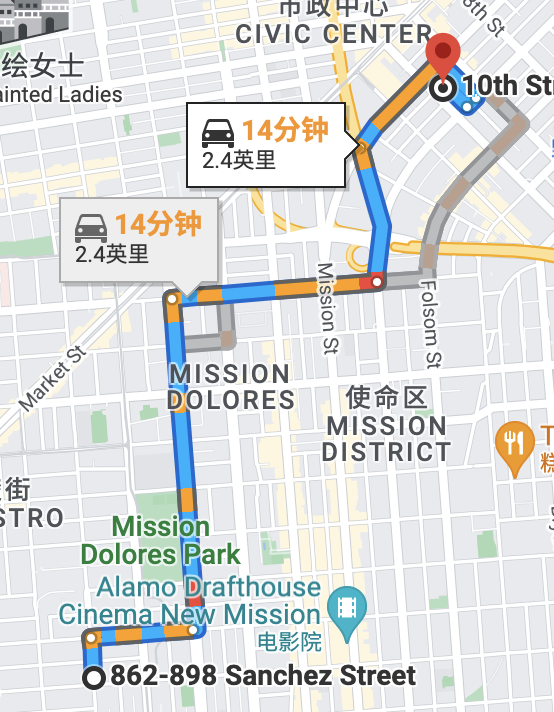 市政中心
CIVIC CENTER
8th St
绘女士
ainted Ladies
10th Str
14分钟
2.4英里
14分钟
2.4英里
Mission St
Folsom St
Market St
MISSION
DOLORES
使命区
MISSION
DISTRICT
街
STRO
Mission
Dolores Park
Alamo Drafthouse
Cinema New Mission
电影院
862-898 Sanchez Street
T
糕